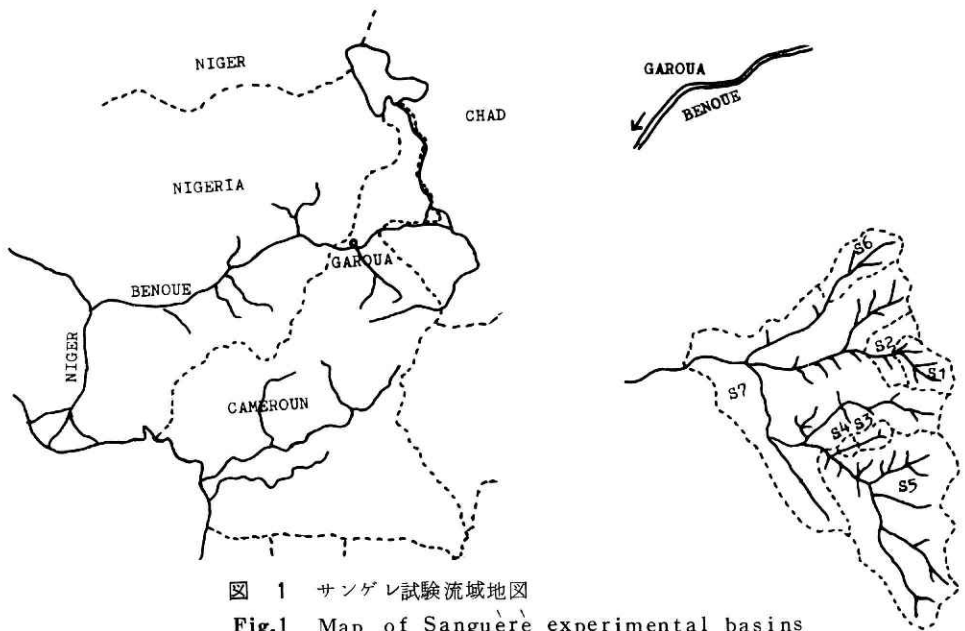 NIGER
CHAD
NIGERIA
GAROUA
BENOUE
NIGER
CAMEROUN
GAROUA
BENOUE
S6
S2
S1
S7
S4
S3
S5
図 1 サンゲレ試験流域地図
Fig.1 Map of Sanguèrè experimental basins